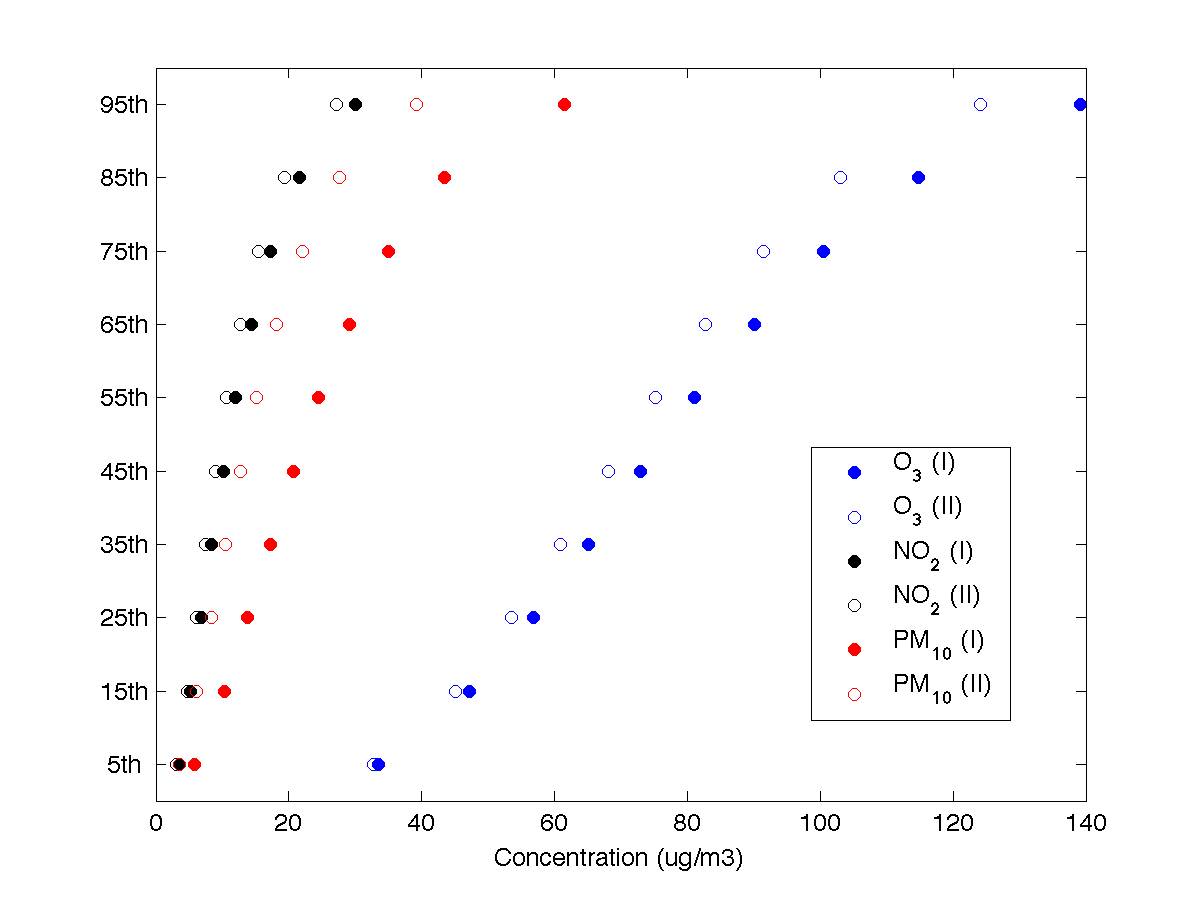 95th
85th
75th
65th
55th
45th
35th
25th
15th
5th
O3 (I)
O3 (II)
NO2 (I)
NO2 (II)
PM10 (I)
PM10 (II)
0 20 40 60 80 100 120 140
Concentration (ug/m3)